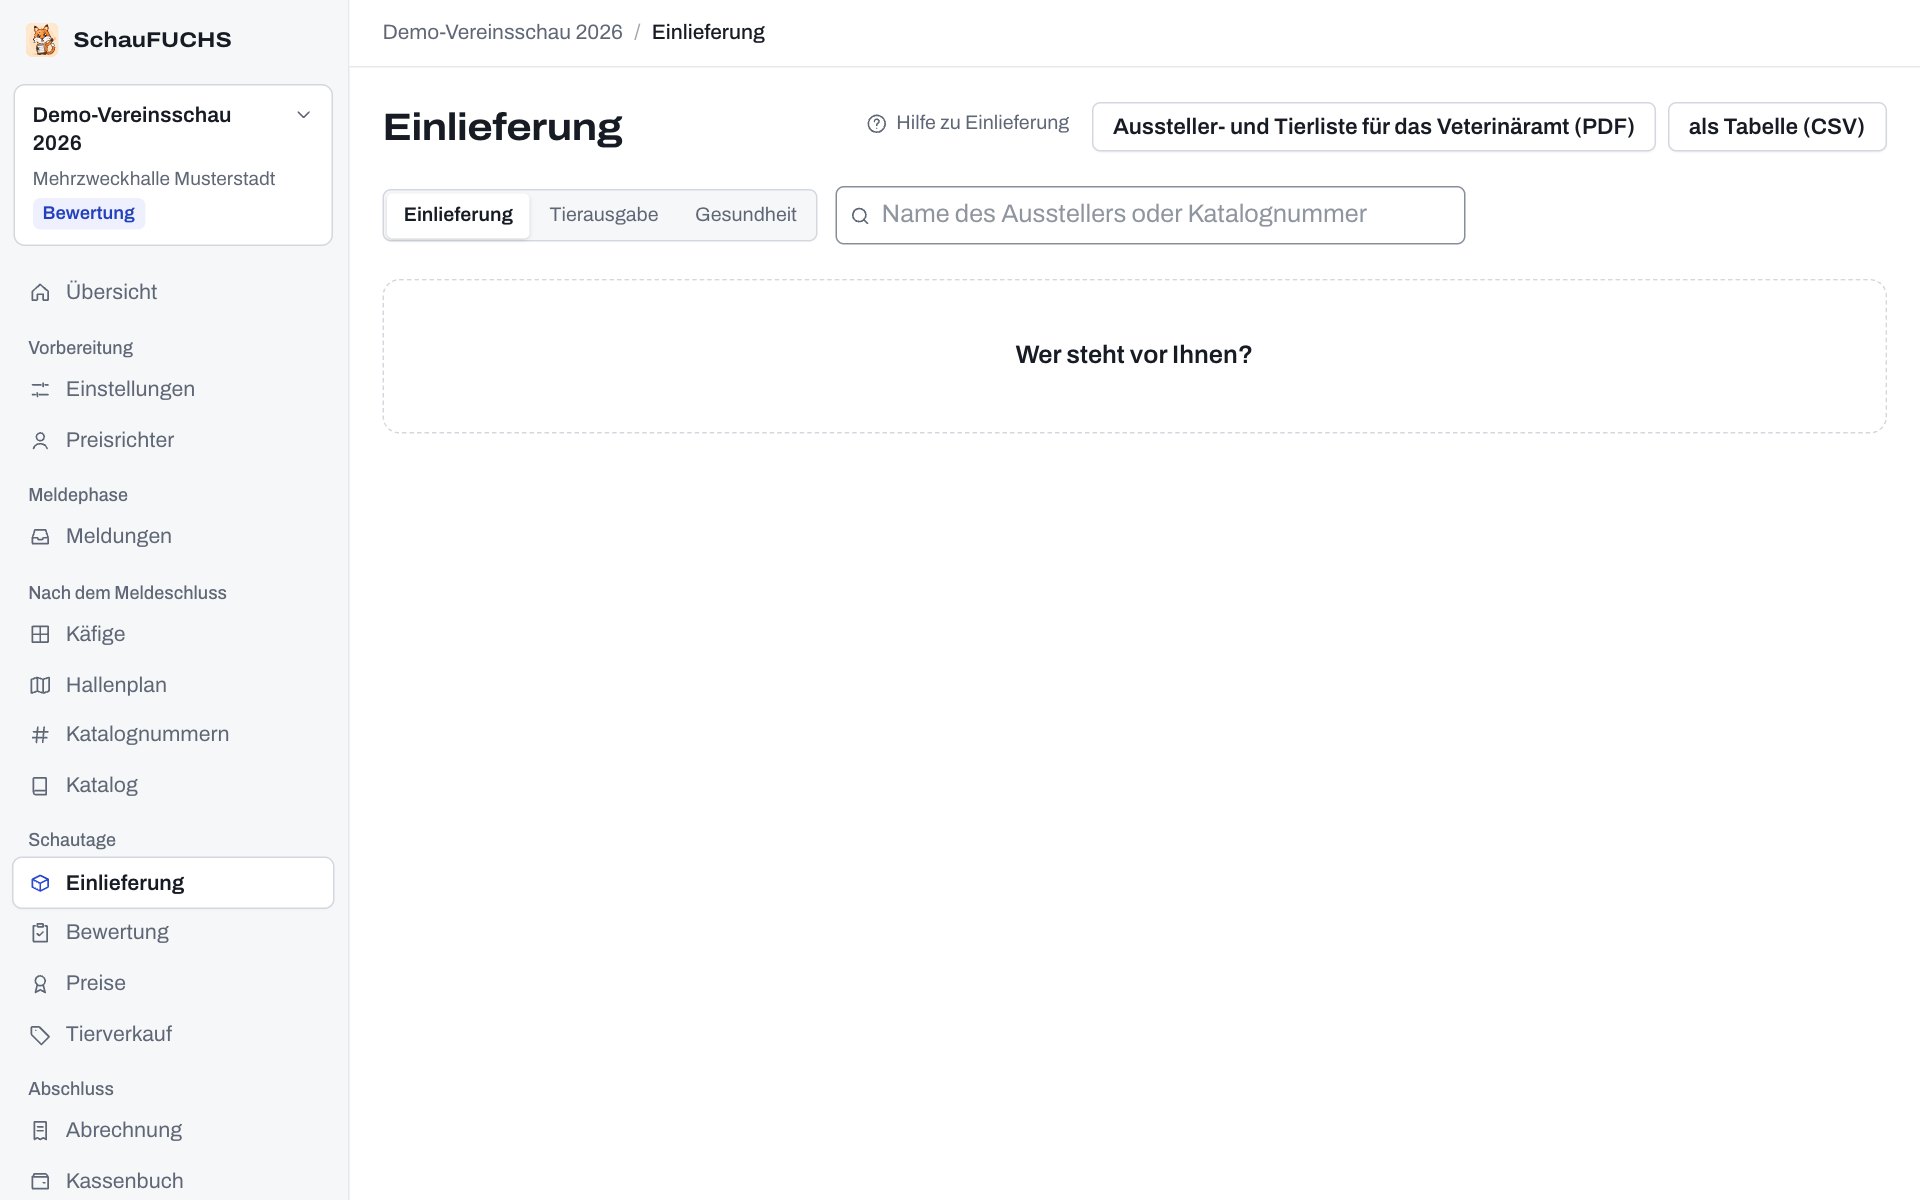 SchauFUCHS
Demo-Vereinsschau
2026
Mehrzweckhalle Musterstadt
Bewertung
Übersicht
Vorbereitung
Einstellungen
Preisrichter
Meldephase
Meldungen
Nach dem Meldeschluss
Käfige
Hallenplan
Katalognummern
Katalog
Schautage
Einlieferung
Bewertung
Preise
Tierverkauf
Abschluss
Abrechnung
Kassenbuch
Demo-Vereinsschau 2026 / Einlieferung
Einlieferung
Hilfe zu Einlieferung
Aussteller- und Tierliste für das Veterinäramt (PDF)
als Tabelle (CSV)
Einlieferung Tierausgabe Gesundheit
Name des Ausstellers oder Katalognummer
Wer steht vor Ihnen?